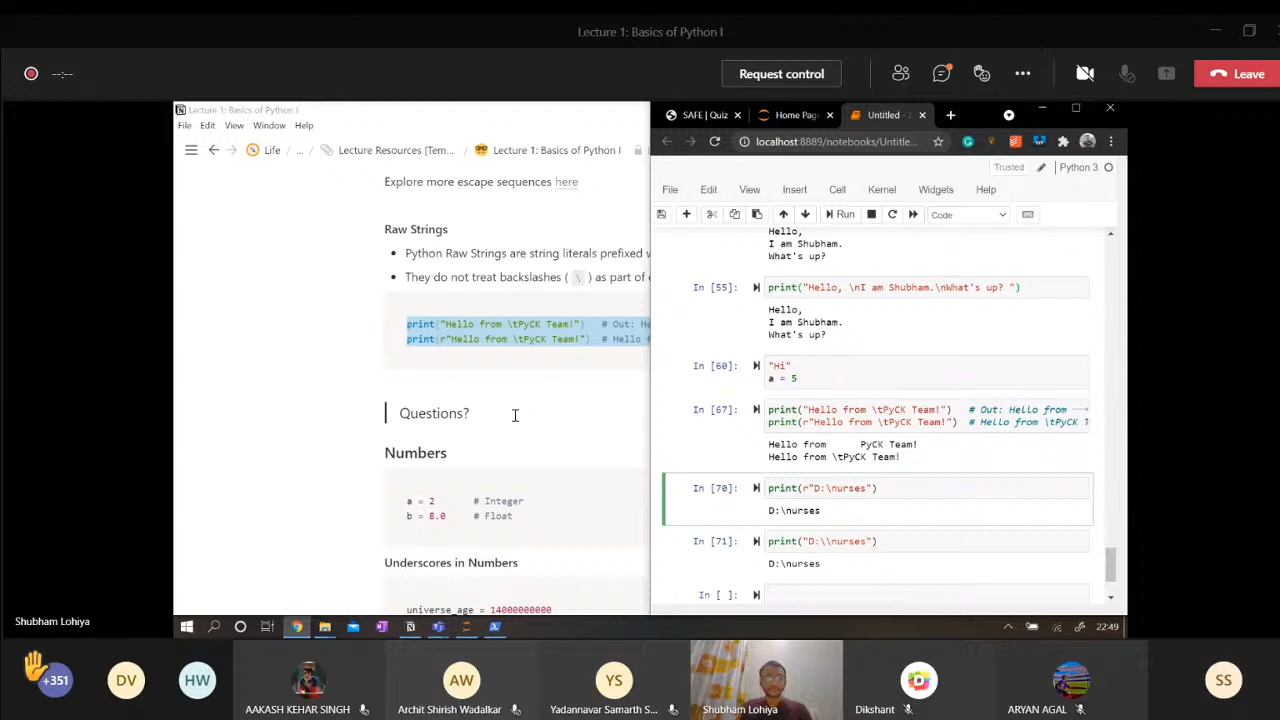 Lecture 1: Basics of Python I
--:--
Request control
Leave
Lecture 1: Basics of Python I
File Edit View Window Help
Life / ... / Lecture Resources [Tem... / Lecture 1: Basics of Python I
Explore more escape sequences here
Raw Strings
Python Raw Strings are string literals prefixed w
They do not treat backslashes ( \ ) as part of e
print("Hello from \tPyCK Team!") # Out: He
print(r"Hello from \tPyCK Team!") # Hello f
Questions?
Numbers
a = 2 # Integer
b = 8.0 # Float
Underscores in Numbers
universe_age = 14000000000
SAFE | Quiz
Home Page
Untitled - J
localhost:8889/notebooks/Untitle...
Trusted
Python 3
File Edit View Insert Cell Kernel Widgets Help
Run
Code
Hello,
I am Shubham.
What's up?
In [55]: print("Hello, \nI am Shubham.\nWhat's up? ")
Hello,
I am Shubham.
What's up?
In [60]: "Hi"
a = 5
In [67]: print("Hello from \tPyCK Team!") # Out: Hello from
print(r"Hello from \tPyCK Team!") # Hello from \tPyCK T
Hello from PyCK Team!
Hello from \tPyCK Team!
In [70]: print(r"D:\nurses")
D:\nurses
In [71]: print("D:\\nurses")
D:\nurses
In [ ]:
Shubham Lohiya
22:49
+351
DV
HW
AAKASH KEHAR SINGH
AW
Archit Shirish Wadalkar
YS
Yadannavar Samarth S...
Shubham Lohiya
Dikshant
ARYAN AGAL
SS